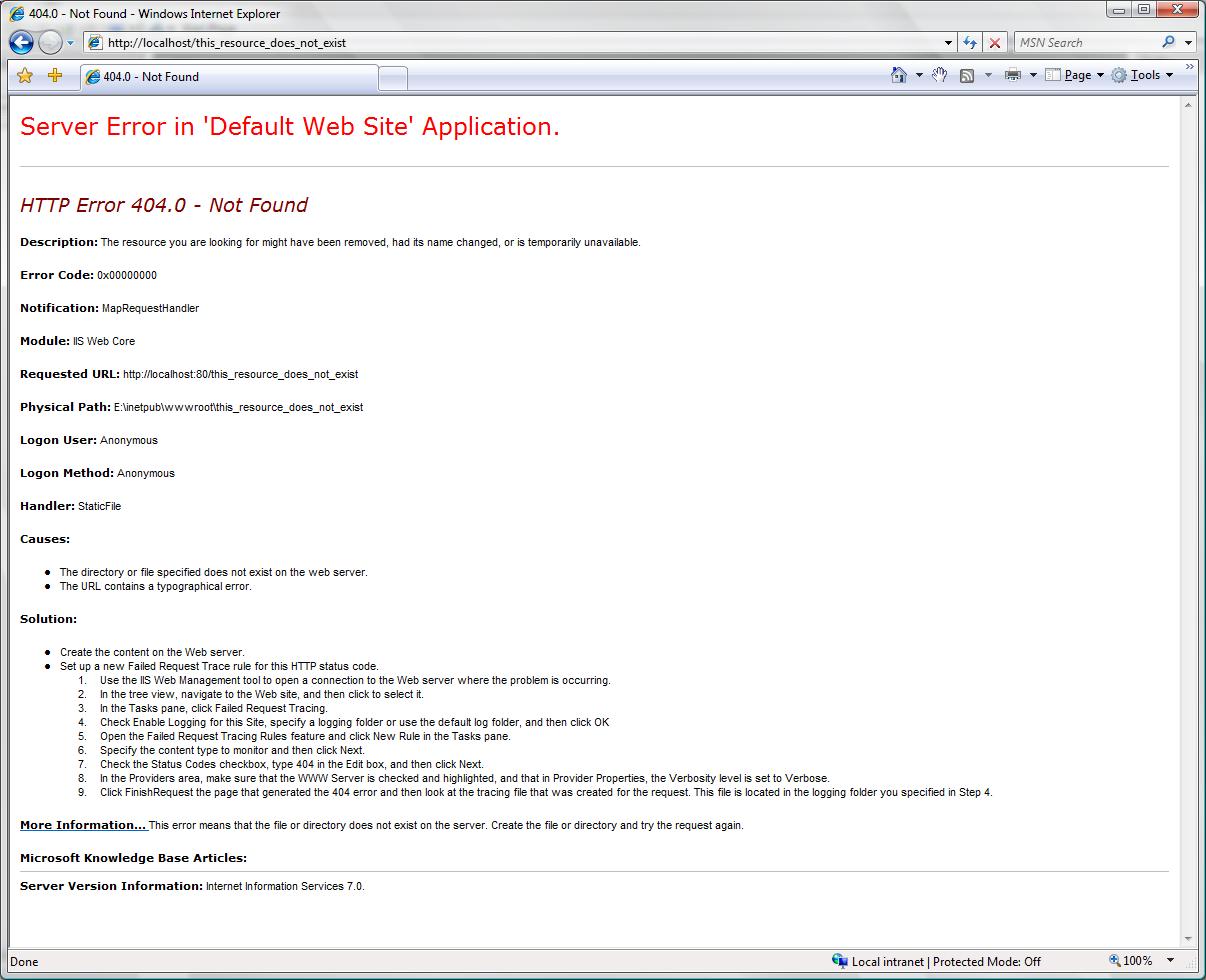 404.0 - Not Found - Windows Internet Explorer
http://localhost/this_resource_does_not_exist
MSN Search
404.0 - Not Found
Page
Tools
Server Error in 'Default Web Site' Application.
HTTP Error 404.0 - Not Found
Description: The resource you are looking for might have been removed, had its name changed, or is temporarily unavailable.
Error Code: 0x00000000
Notification: MapRequestHandler
Module: IIS Web Core
Requested URL: http://localhost:80/this_resource_does_not_exist
Physical Path: E:\inetpub\wwwroot\this_resource_does_not_exist
Logon User: Anonymous
Logon Method: Anonymous
Handler: StaticFile
Causes:
• The directory or file specified does not exist on the web server.
• The URL contains a typographical error.
Solution:
• Create the content on the Web server.
• Set up a new Failed Request Trace rule for this HTTP status code.
1. Use the IIS Web Management tool to open a connection to the Web server where the problem is occurring.
2. In the tree view, navigate to the Web site, and then click to select it.
3. In the Tasks pane, click Failed Request Tracing.
4. Check Enable Logging for this Site, specify a logging folder or use the default log folder, and then click OK
5. Open the Failed Request Tracing Rules feature and click New Rule in the Tasks pane.
6. Specify the content type to monitor and then click Next.
7. Check the Status Codes checkbox, type 404 in the Edit box, and then click Next.
8. In the Providers area, make sure that the WWW Server is checked and highlighted, and that in Provider Properties, the Verbosity level is set to Verbose.
9. Click FinishRequest the page that generated the 404 error and then look at the tracing file that was created for the request. This file is located in the logging folder you specified in Step 4.
More Information... This error means that the file or directory does not exist on the server. Create the file or directory and try the request again.
Microsoft Knowledge Base Articles:
Server Version Information: Internet Information Services 7.0.
Done
Local intranet | Protected Mode: Off
100%